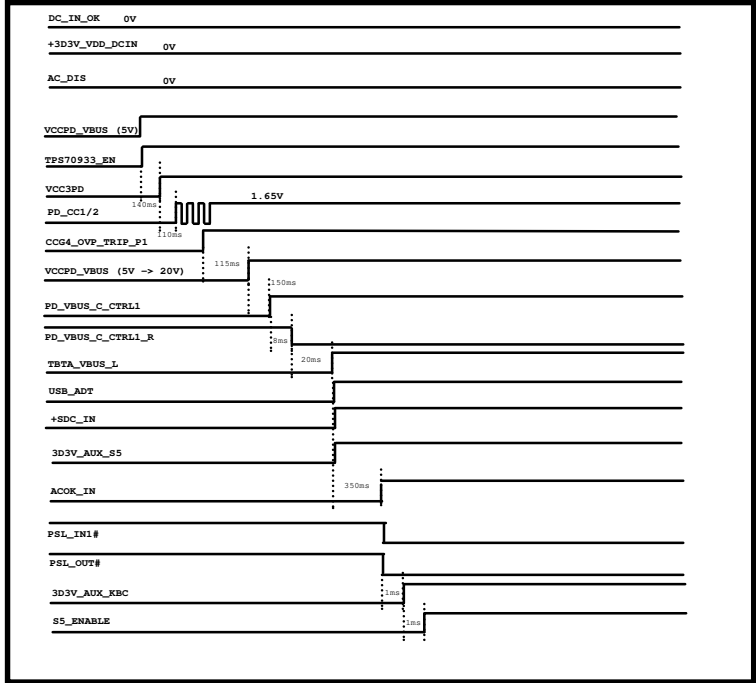 DC_IN_OK 0V
+3D3V_VDD_DCIN 0V
AC_DIS 0V
VCCPD_VBUS (5V)
TPS70933_EN
VCC3PD
140ms
1.65V
PD_CC1/2
110ms
CCG4_OVP_TRIP_P1
115ms
VCCPD_VBUS (5V -> 20V)
150ms
PD_VBUS_C_CTRL1
PD_VBUS_C_CTRL1_R
8ms
20ms
TBTA_VBUS_L
USB_ADT
+SDC_IN
3D3V_AUX_S5
350ms
ACOK_IN
PSL_IN1#
PSL_OUT#
3D3V_AUX_KBC
1ms
S5_ENABLE
1ms